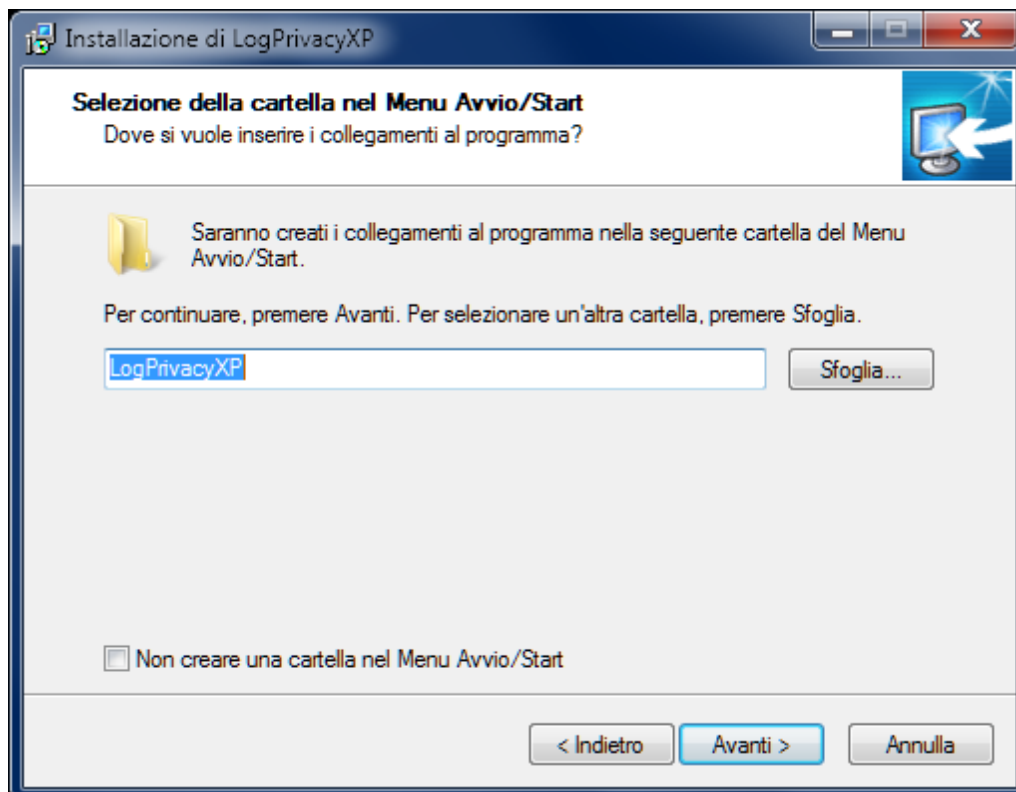 Installazione di LogPrivacyXP
Selezione della cartella nel Menu Avvio/Start
Dove si vuole inserire i collegamenti al programma?
Saranno creati i collegamenti al programma nella seguente cartella del Menu
Avvio/Start.
Per continuare, premere Avanti. Per selezionare un'altra cartella, premere Sfoglia.
LogPrivacyXP
Sfoglia...
Non creare una cartella nel Menu Avvio/Start
< Indietro
Avanti >
Annulla